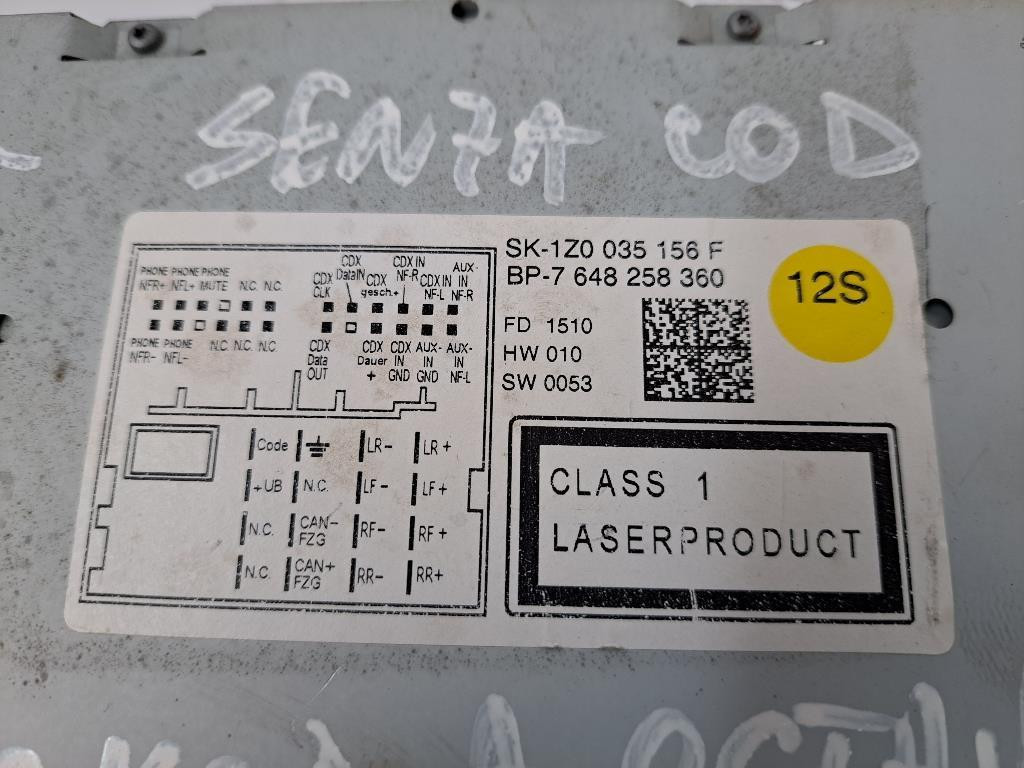 SENZA COD
SK-1Z0 035 156 F
BP-7 648 258 360
12S
FD 1510
HW 010
SW 0053
CLASS 1
LASERPRODUCT
PHONE PHONE PHONE
NFR+ NFL+ MUTE N.C. N.C.
PHONE PHONE N.C. N.C. N.C.
NFR- NFL-
CDX CLK
CDX DataIN
CDX gesch.+
CDX IN NF-R
CDX IN NF-L
AUX-IN NF-R
CDX Data OUT
CDX Dauer +
CDX IN GND
AUX-IN GND
AUX-IN NF-L
Code LR- LR+
+UB N.C. LF- LF+
N.C. CAN- FZG RF- RF+
N.C. CAN+ FZG RR- RR+